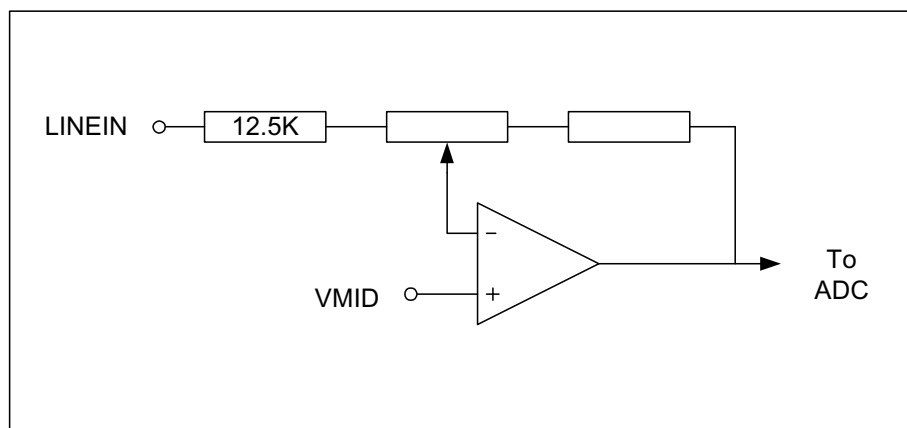 LINEIN
12.5K
−
+
VMID
To
ADC